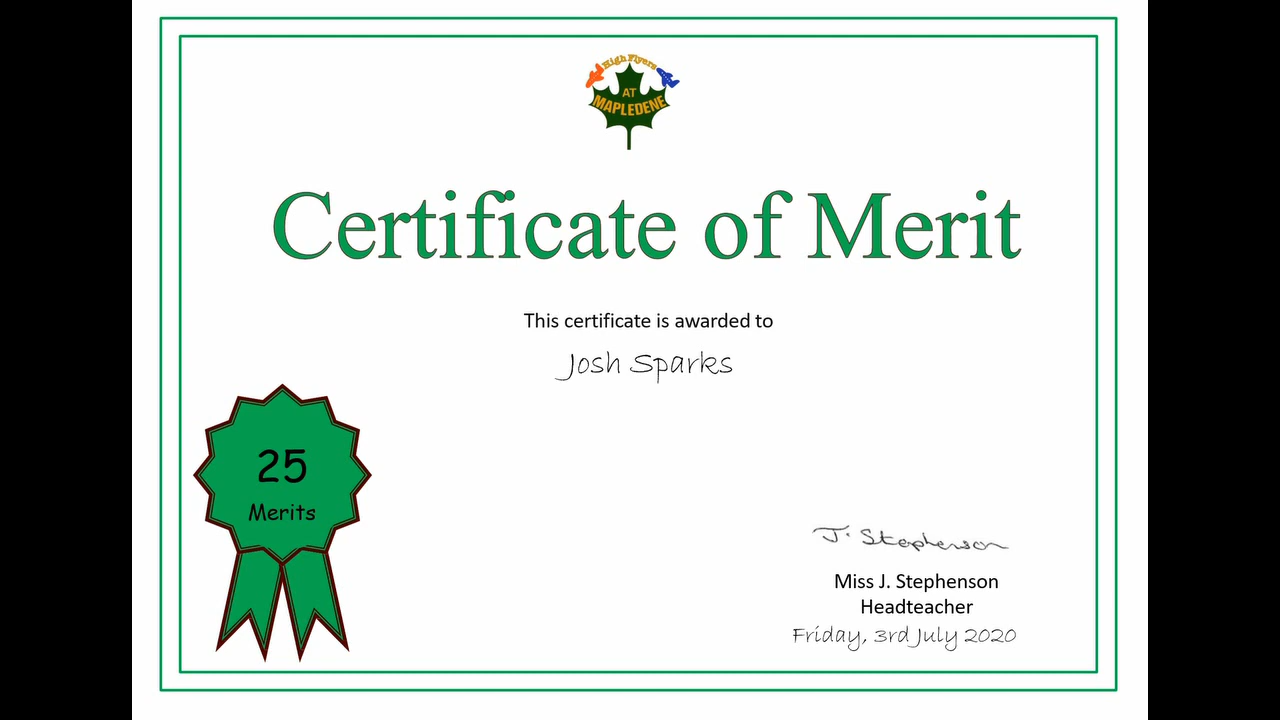 High Flyers
AT
MAPLEDENE
Certificate of Merit
This certificate is awarded to
Josh Sparks
25
Merits
J. Stephenson
Miss J. Stephenson
Headteacher
Friday, 3rd July 2020